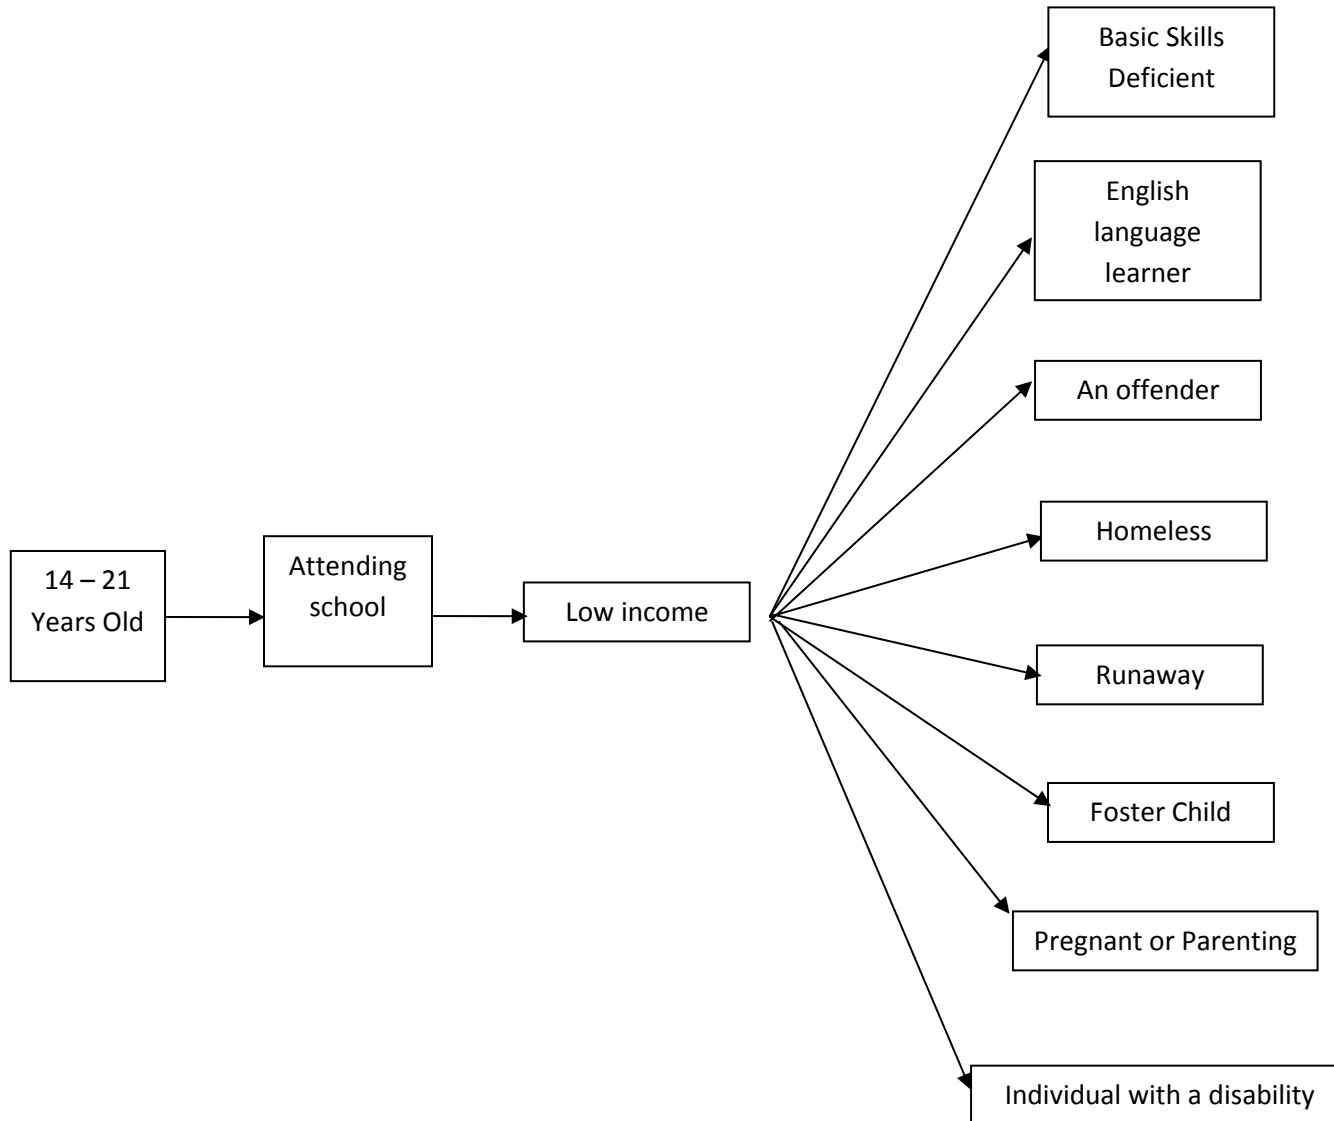 14 – 21
Years Old
Attending
school
Low income
Basic Skills
Deficient
English
language
learner
An offender
Homeless
Runaway
Foster Child
Pregnant or Parenting
Individual with a disability